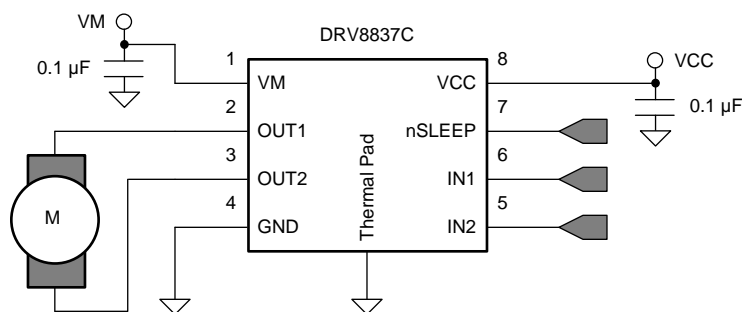 VM
DRV8837C
0.1 µF
1
VM
VCC
8
VCC
0.1 µF
2
OUT1
nSLEEP
7
3
OUT2
IN1
6
4
GND
IN2
5
Thermal Pad
M